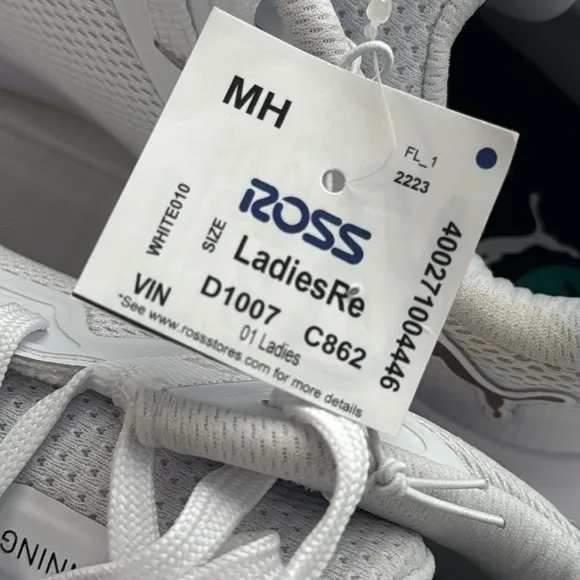 MH
FL_1
2223
ROSS
WHITE010
SIZE
LadiesRe
VIN
D1007
C862
01 Ladies
*See www.rossstores.com for more details
400271004446
NNING